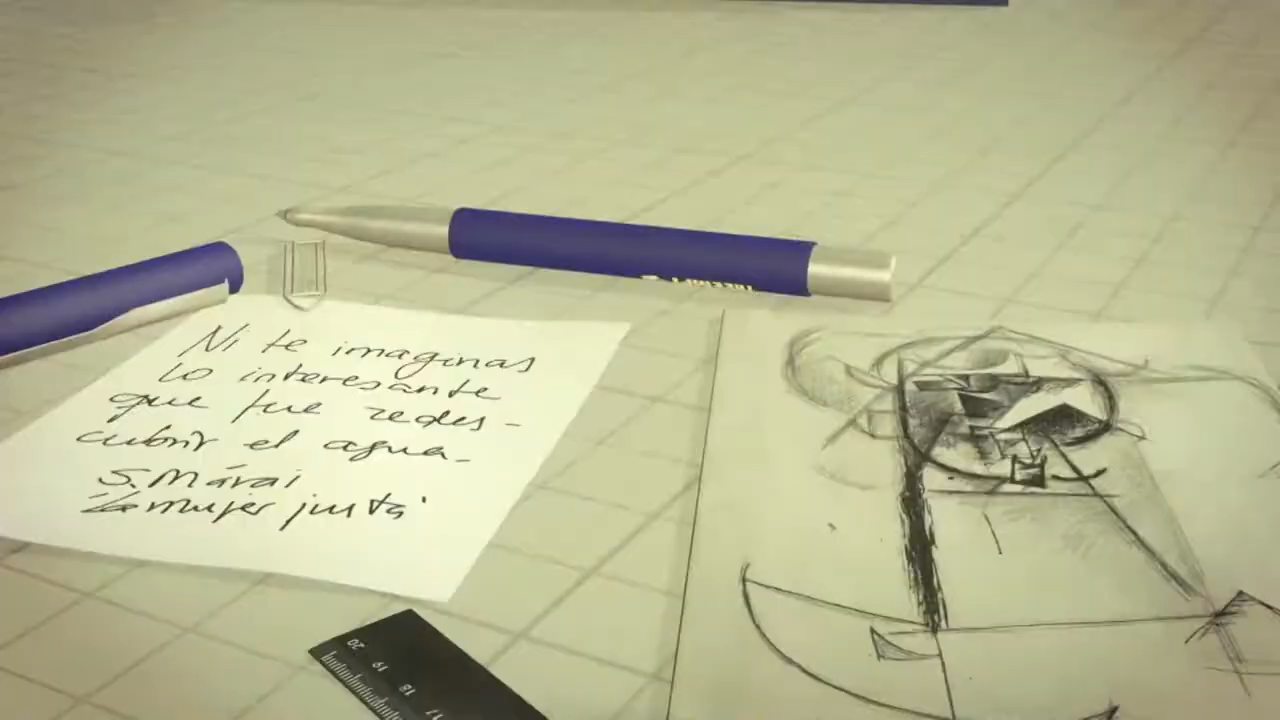 Ni te imaginas
lo interesante
que fue redes-
cubrir el agua.
S. Márai
"La mujer justa"
20
19
18
17